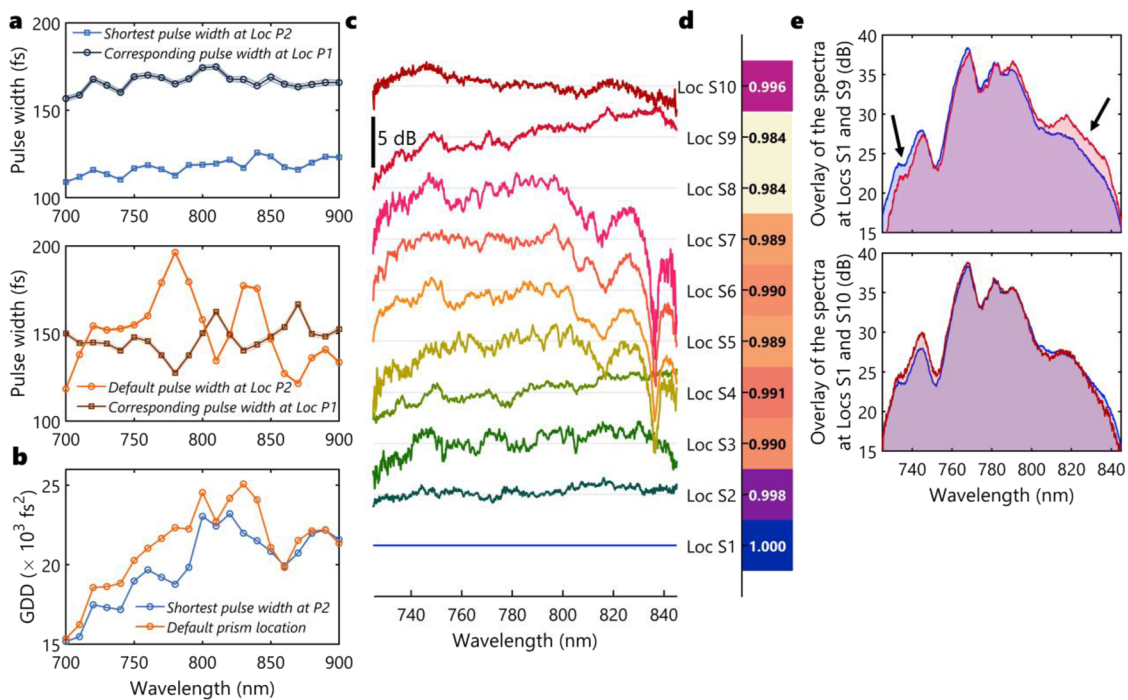 a
200
150
100
Pulse width (fs)
Shortest pulse width at Loc P2
Corresponding pulse width at Loc P1
700
750
800
850
900
200
150
100
Pulse width (fs)
Default pulse width at Loc P2
Corresponding pulse width at Loc P1
700
750
800
850
900
b
25
20
15
GDD (× 10³ fs²)
Shortest pulse width at P2
Default prism location
700
750
800
850
900
Wavelength (nm)
c
5 dB
Loc S10
Loc S9
Loc S8
Loc S7
Loc S6
Loc S5
Loc S4
Loc S3
Loc S2
Loc S1
740
760
780
800
820
840
Wavelength (nm)
d
0.996
0.984
0.984
0.989
0.990
0.989
0.991
0.990
0.998
1.000
e
40
35
30
25
20
15
Overlay of the spectra
at Locs S1 and S9 (dB)
40
35
30
25
20
15
Overlay of the spectra
at Locs S1 and S10 (dB)
740
760
780
800
820
840
Wavelength (nm)